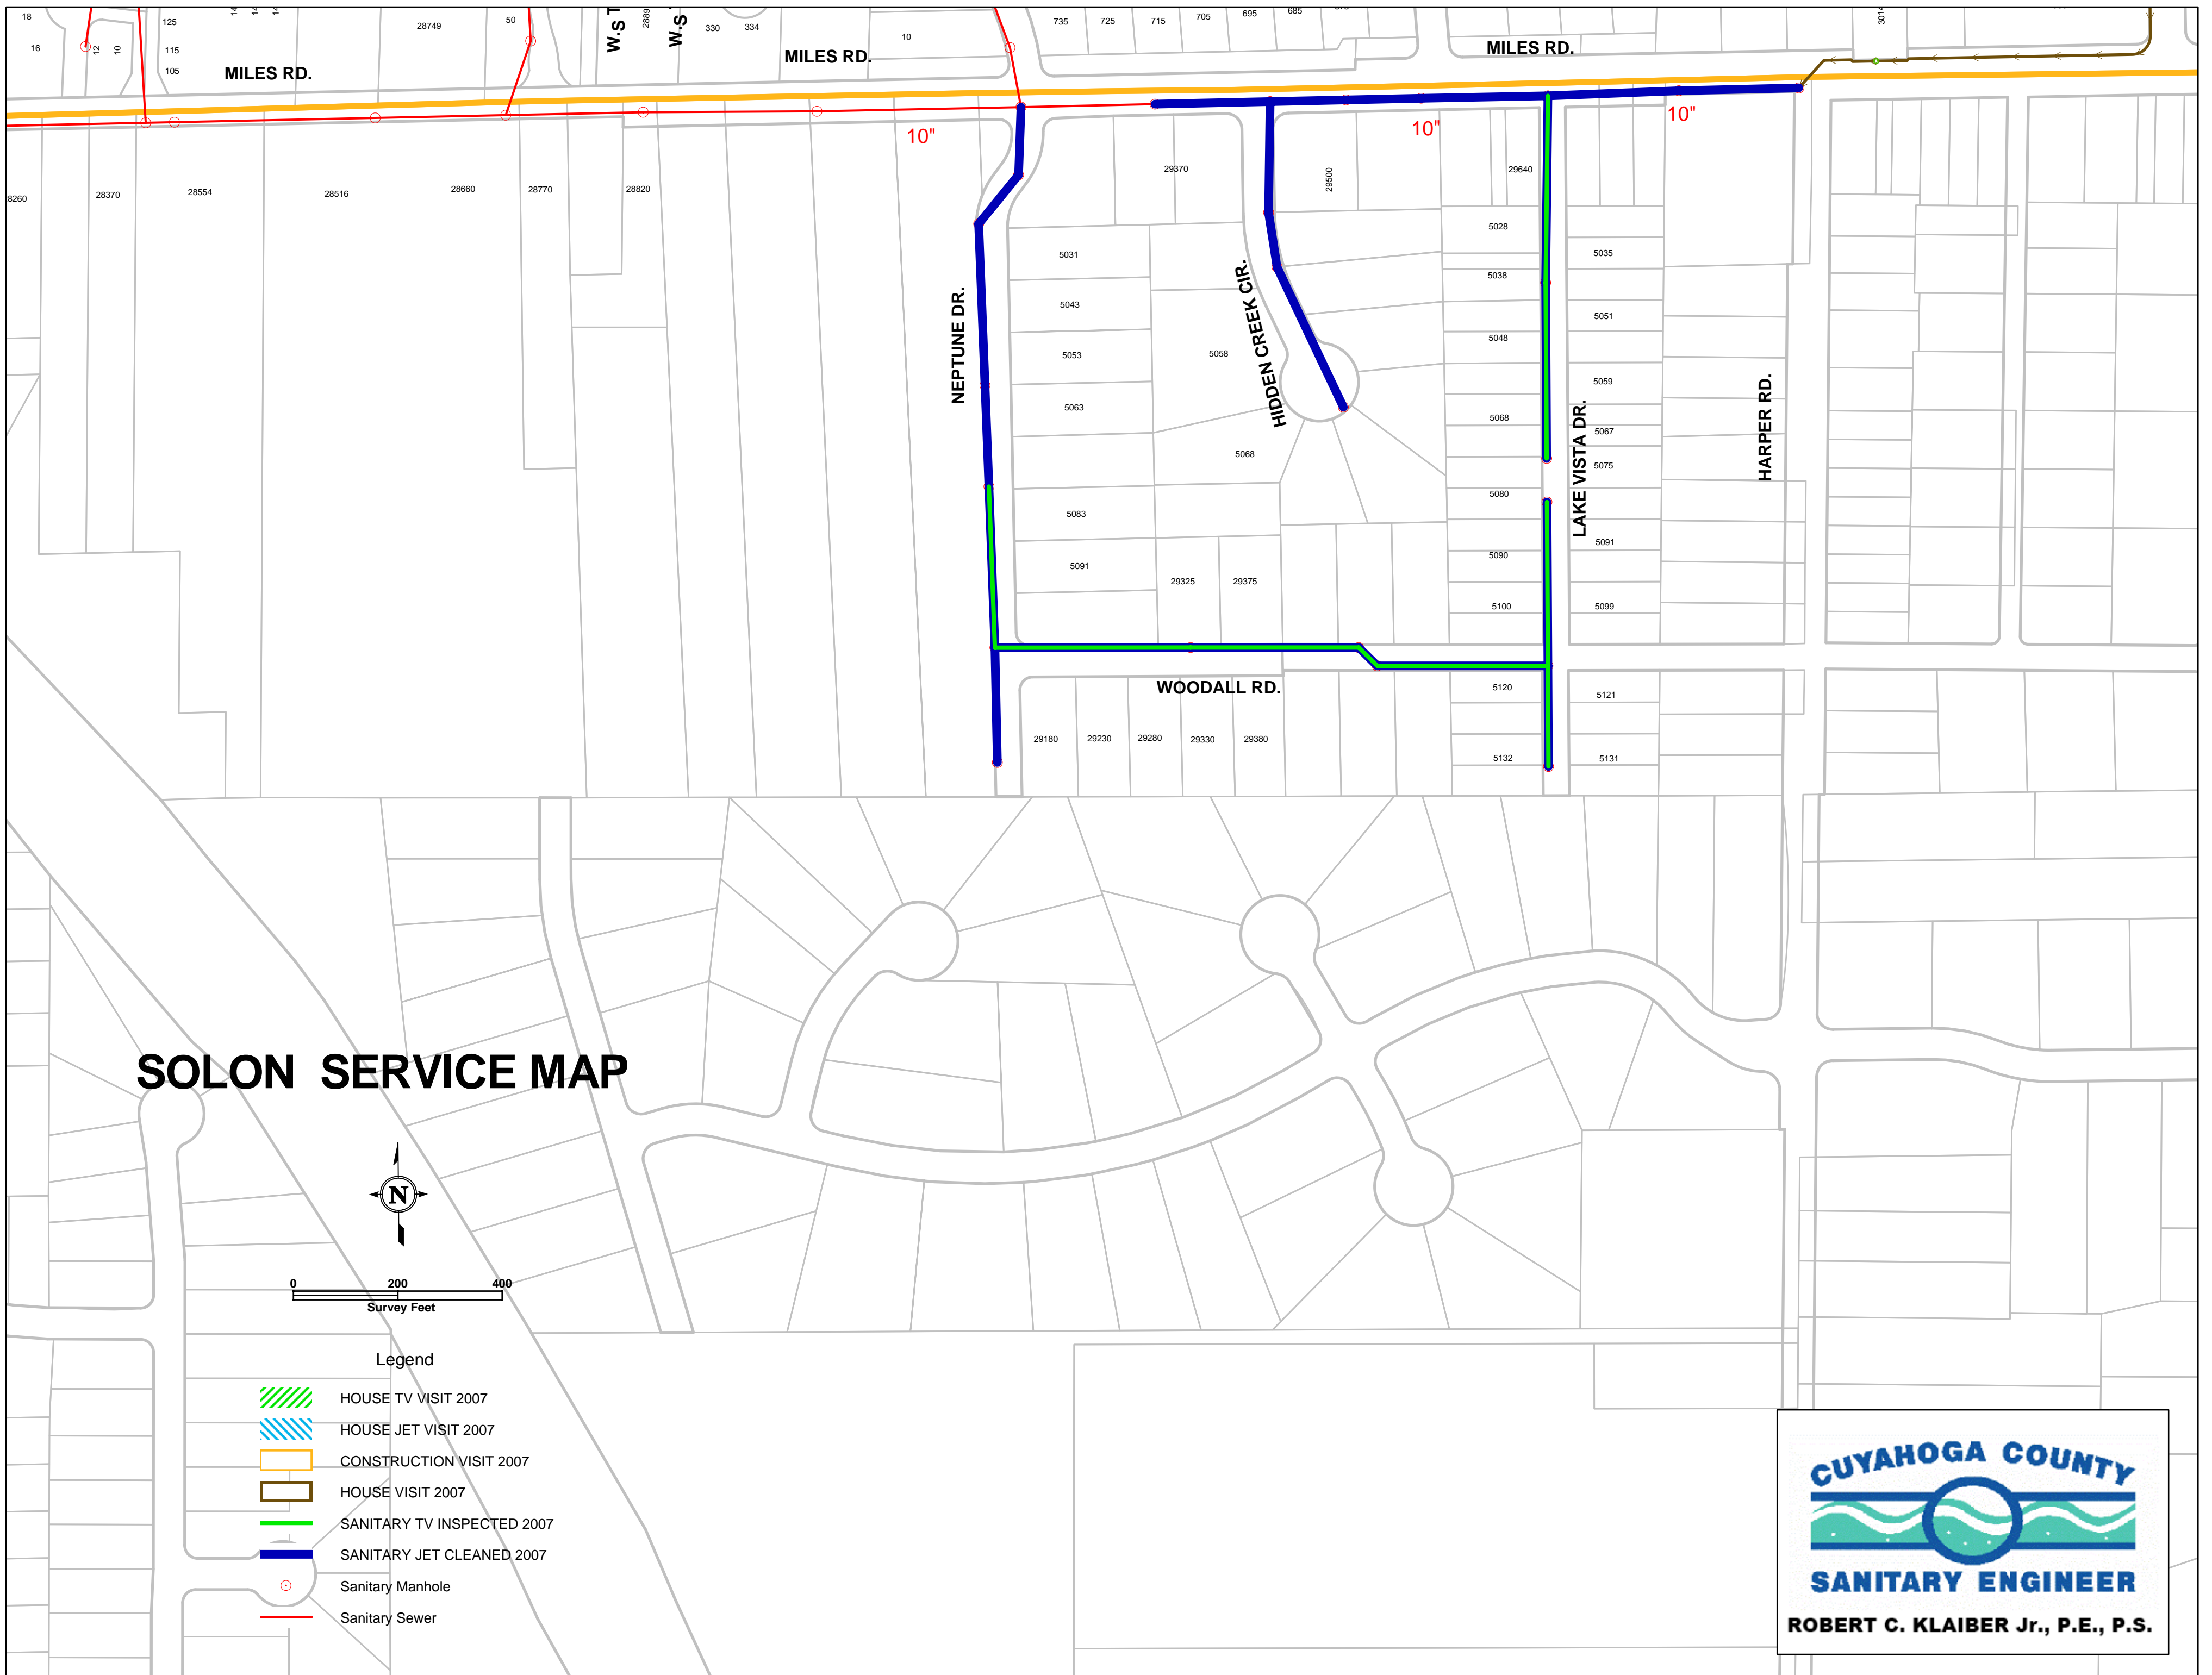 18
16
12
10
125
115
105
28749
50
W.S
W.S
330
334
10
735
725
715
705
695
685
MILES RD.
MILES RD.
MILES RD.
10"
10"
10"
28370
28554
28516
28660
28770
28820
29370
29500
29640
5028
5031
5035
5038
5043
5051
5048
5053
5058
5059
5063
5068
5067
5068
5075
5080
5083
5091
5090
5091
29325
29375
5100
5099
NEPTUNE DR.
HIDDEN CREEK CIR.
LAKE VISTA DR.
HARPER RD.
WOODALL RD.
5120
5121
29180
29230
29280
29330
29380
5132
5131
SOLON SERVICE MAP
N
0 200 400
Survey Feet
Legend
HOUSE TV VISIT 2007
HOUSE JET VISIT 2007
CONSTRUCTION VISIT 2007
HOUSE VISIT 2007
SANITARY TV INSPECTED 2007
SANITARY JET CLEANED 2007
Sanitary Manhole
Sanitary Sewer
CUYAHOGA COUNTY
SANITARY ENGINEER
ROBERT C. KLAIBER Jr., P.E., P.S.